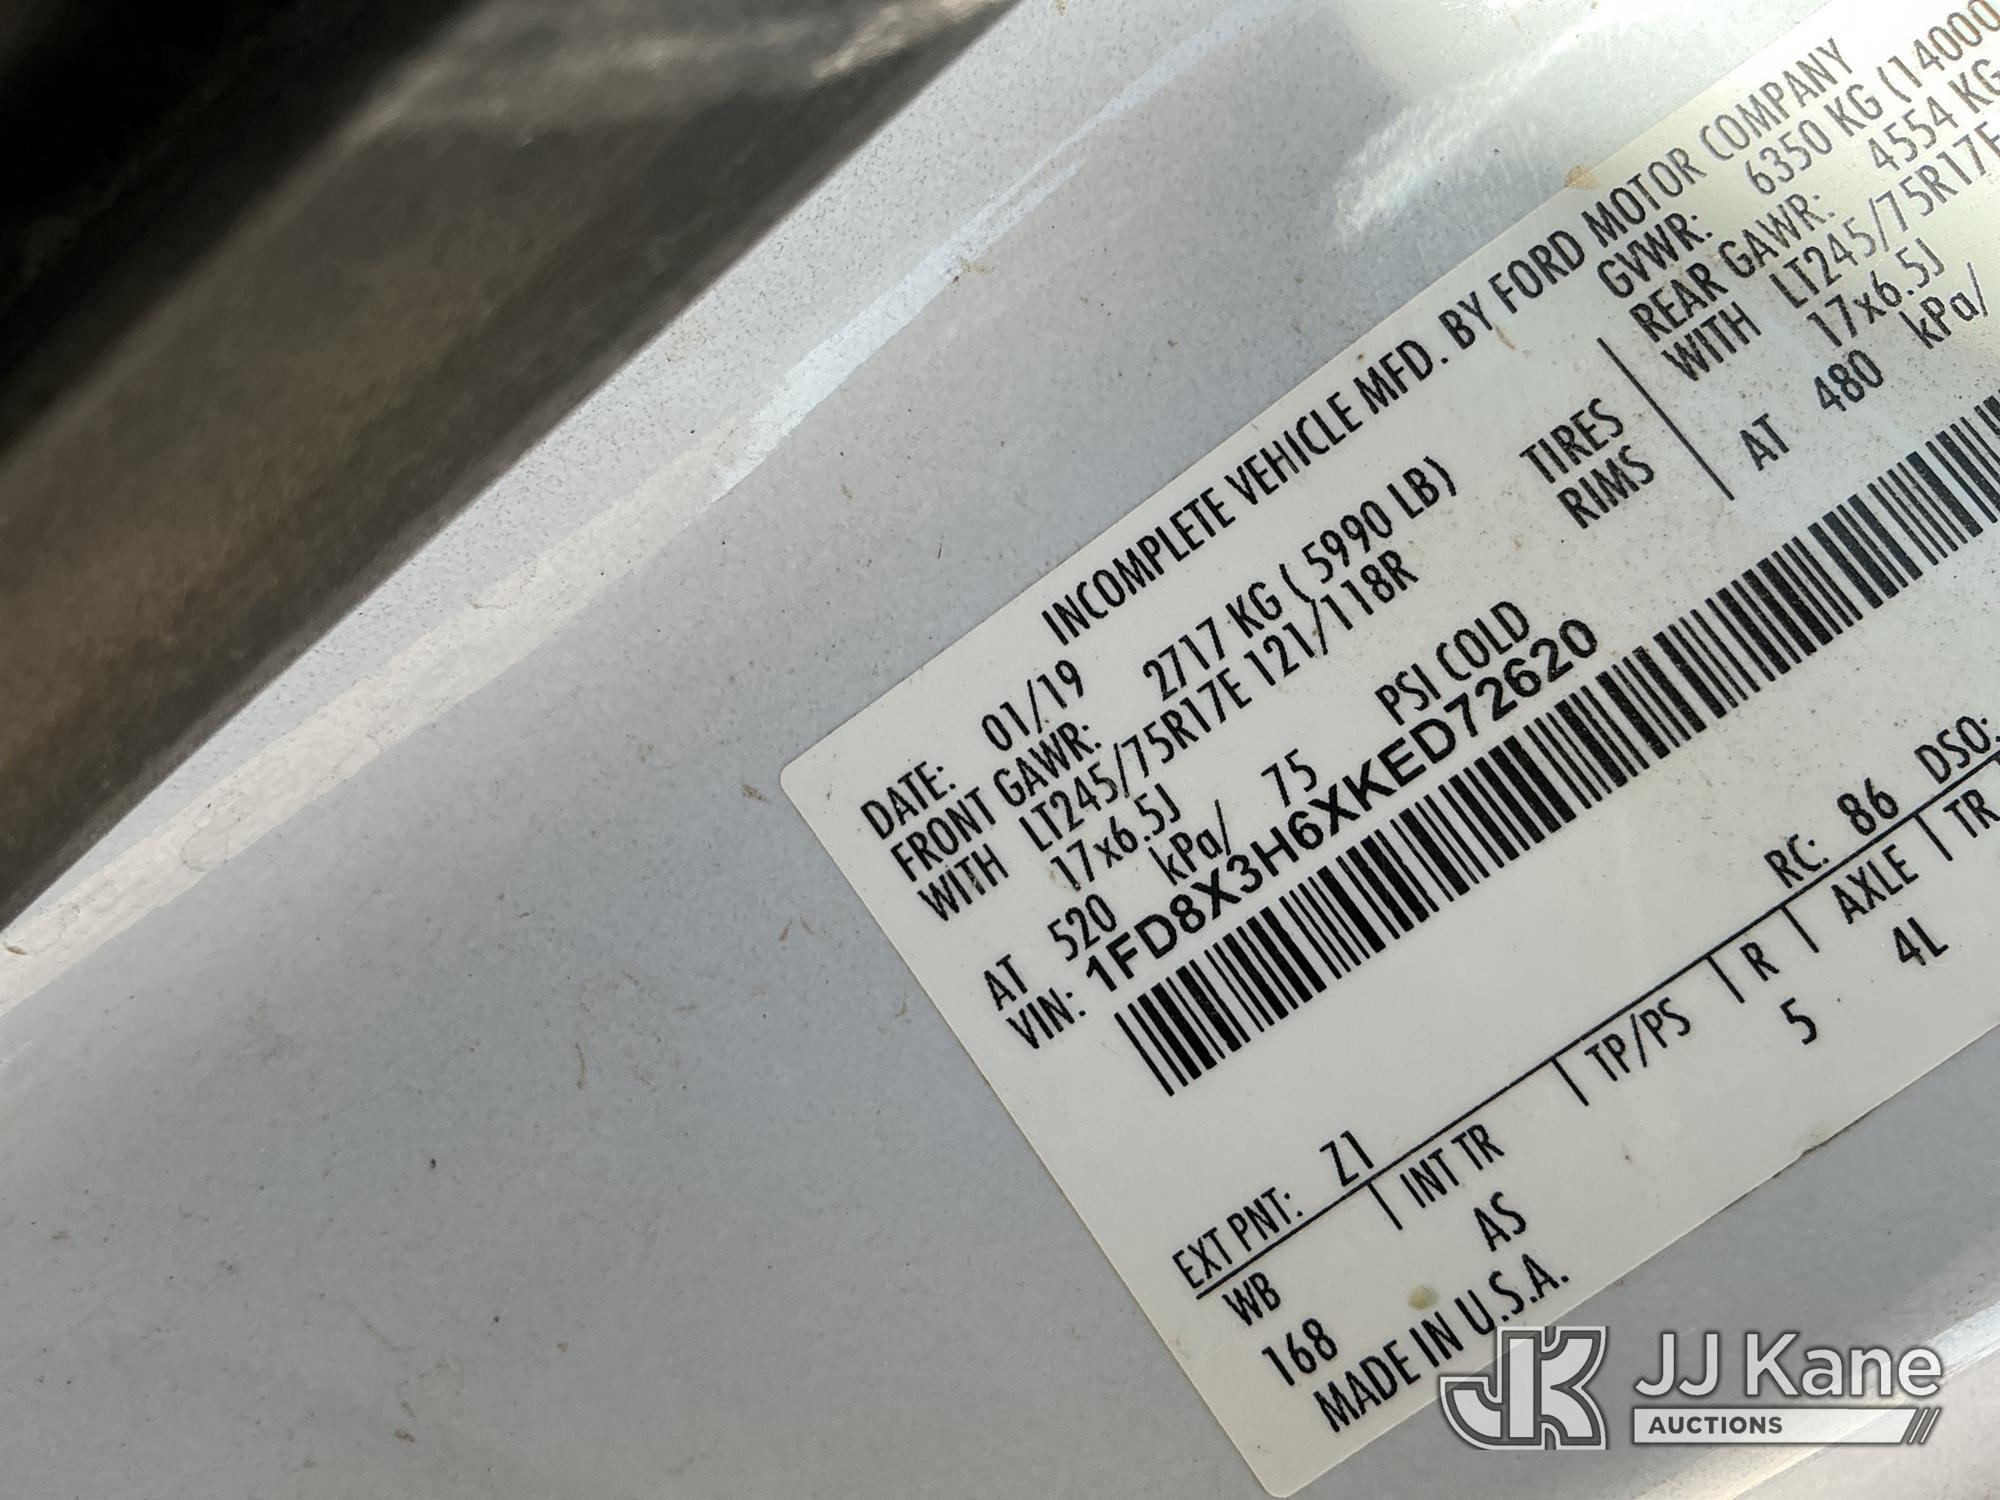 INCOMPLETE VEHICLE MFD. BY FORD MOTOR COMPANY
DATE: 01/19 GVWR: 6350 KG (14000
FRONT GAWR: 2717 KG ( 5990 LB) REAR GAWR: 4554 KG
WITH LT245/75R17E 121/118R TIRES WITH LT245/75R17E
17x6.5J RIMS 17x6.5J
AT 520 kPa/ 75 PSI COLD AT 480 kPa/
VIN: 1FD8X3H6XKED72620
EXT PNT: Z1 RC: 86 DSO:
WB INT TR TP/PS R AXLE TR
168 AS 5 4L
MADE IN U.S.A.
JK JJ Kane
AUCTIONS